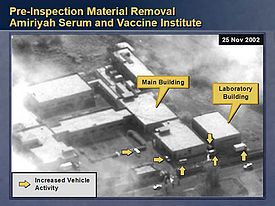 Pre-Inspection Material Removal
Amiriyah Serum and Vaccine Institute
25 Nov 2002
Main Building
Laboratory
Building
Increased Vehicle
Activity